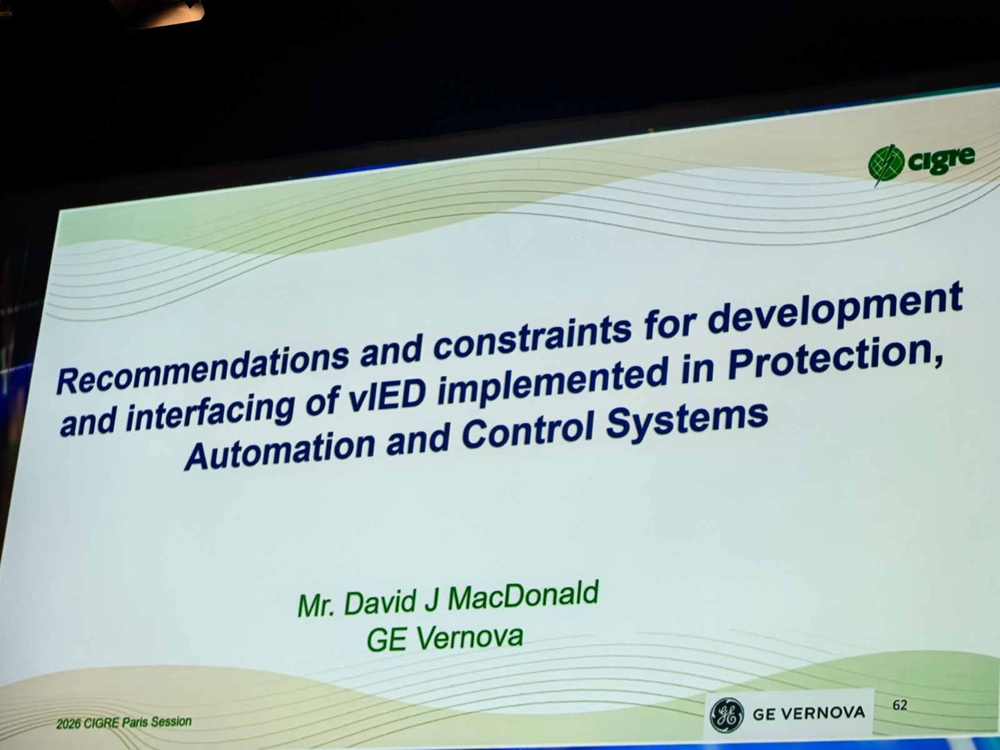 cigre
Recommendations and constraints for development
and interfacing of vIED implemented in Protection,
Automation and Control Systems
Mr. David J MacDonald
GE Vernova
2026 CIGRE Paris Session
GE VERNOVA
62